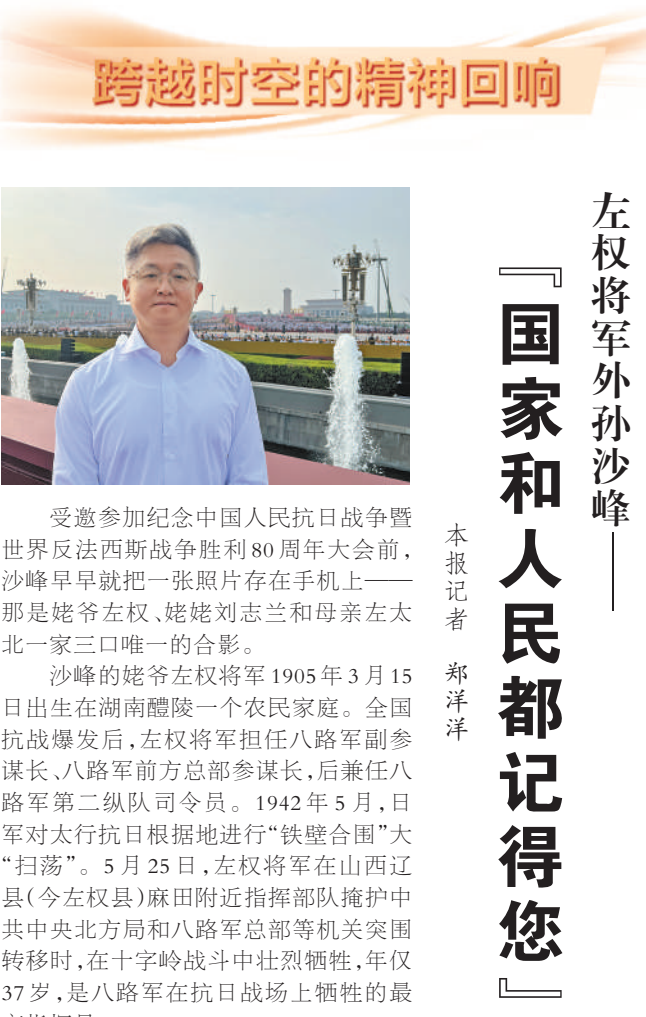 跨越时空的精神回响
左权将军外孙沙峰——
『国家和人民都记得您』
本报记者 郑洋洋
受邀参加纪念中国人民抗日战争暨
世界反法西斯战争胜利80周年大会前,
沙峰早早就把一张照片存在手机上——
那是姥爷左权、姥姥刘志兰和母亲左太
北一家三口唯一的合影。
沙峰的姥爷左权将军1905年3月15
日出生在湖南醴陵一个农民家庭。全国
抗战爆发后,左权将军担任八路军副参
谋长、八路军前方总部参谋长,后兼任八
路军第二纵队司令员。1942年5月,日
军对太行抗日根据地进行“铁壁合围”大
“扫荡”。5月25日,左权将军在山西辽
县(今左权县)麻田附近指挥部队掩护中
共中央北方局和八路军总部等机关突围
转移时,在十字岭战斗中壮烈牺牲,年仅
37岁,是八路军在抗日战场上牺牲的最